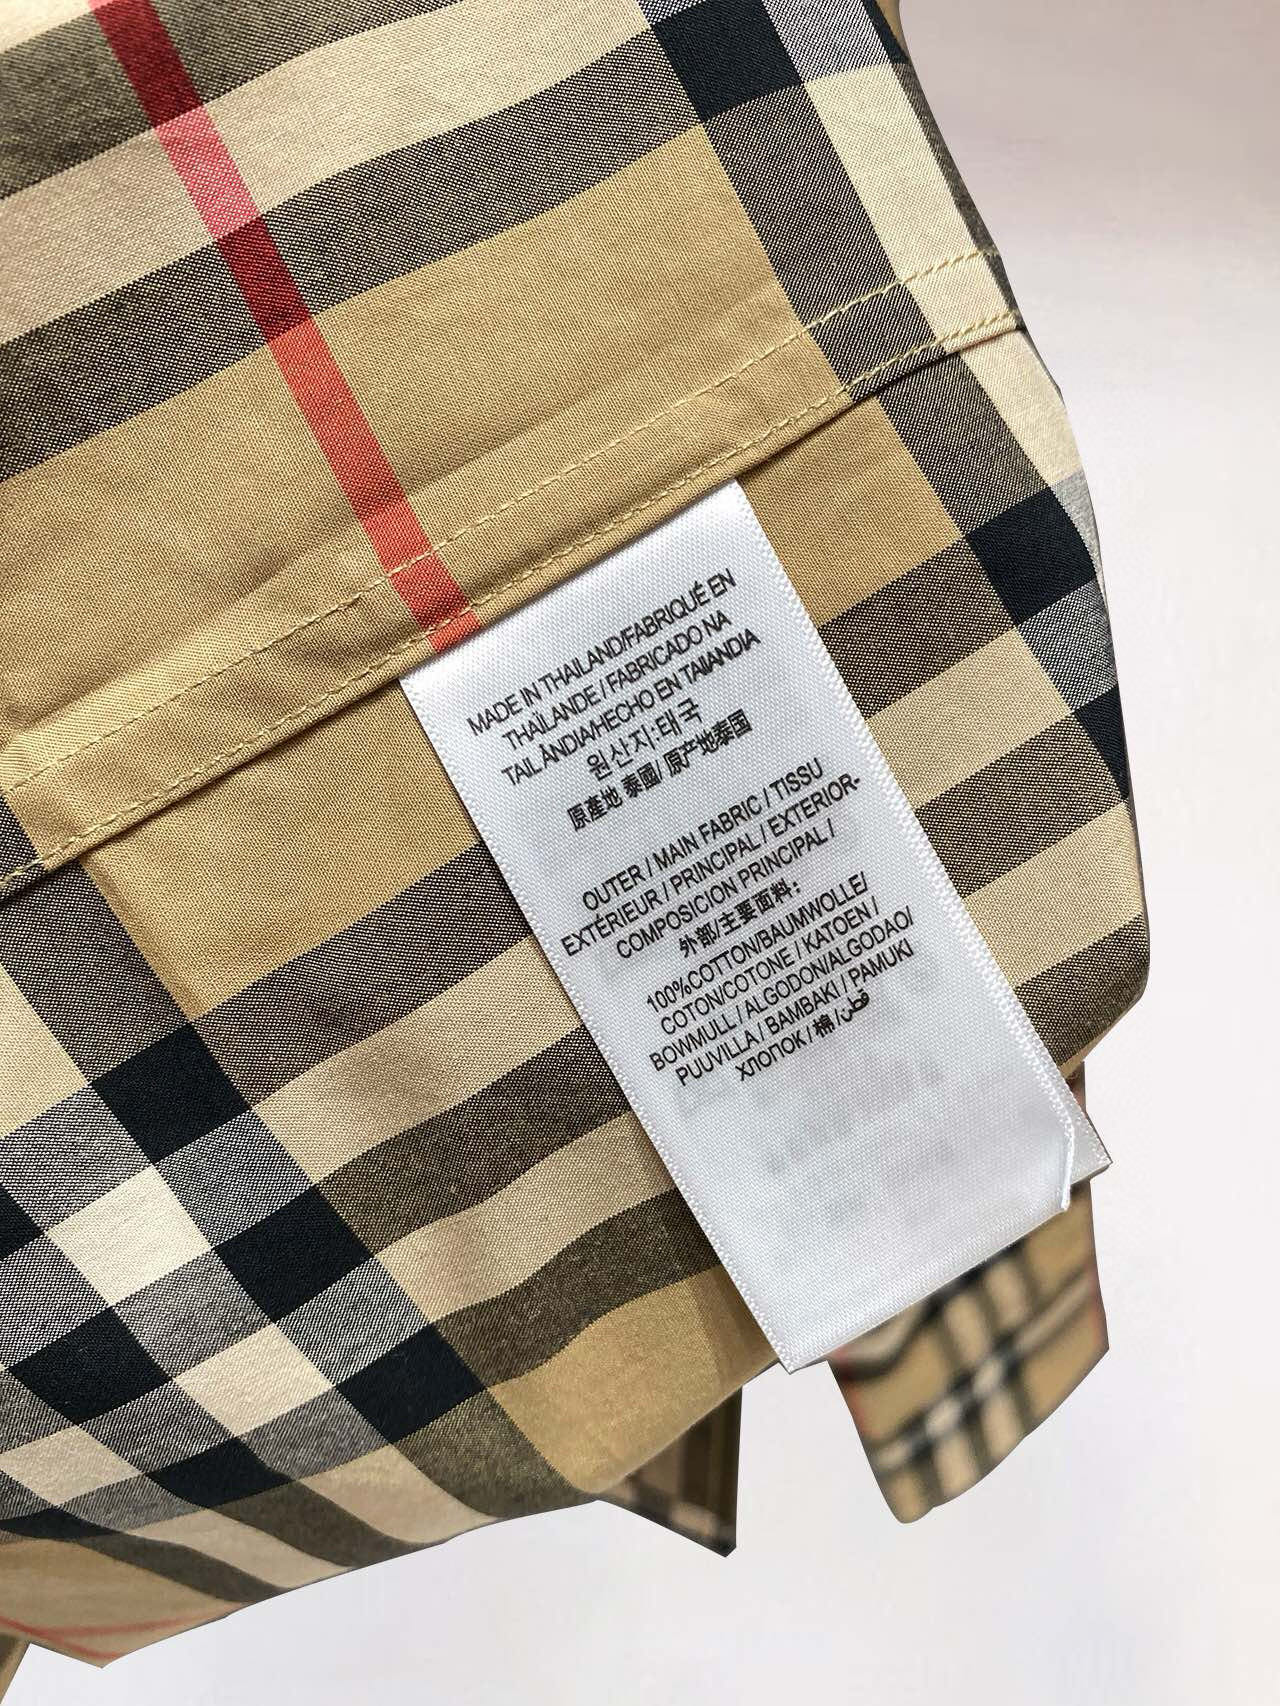 MADE IN THAILAND/FABRIQUÉ EN
THAÏLANDE / FABRICADO NA
TAILÂNDIA/HECHO EN TAIANDIA
원산지:태국
原產地 泰國/ 原产地泰国
OUTER / MAIN FABRIC / TISSU
EXTÉRIEUR / PRINCIPAL / EXTERIOR-
COMPOSICION PRINCIPAL /
外部/主要面料:
100%COTTON/BAUMWOLLE/
COTON/COTONE / KATOEN /
BOWMULL / ALGODON/ALGODAO/
PUUVILLA / BAMBAKI / PAMUKI
ХЛОПОК / 棉 /قطن